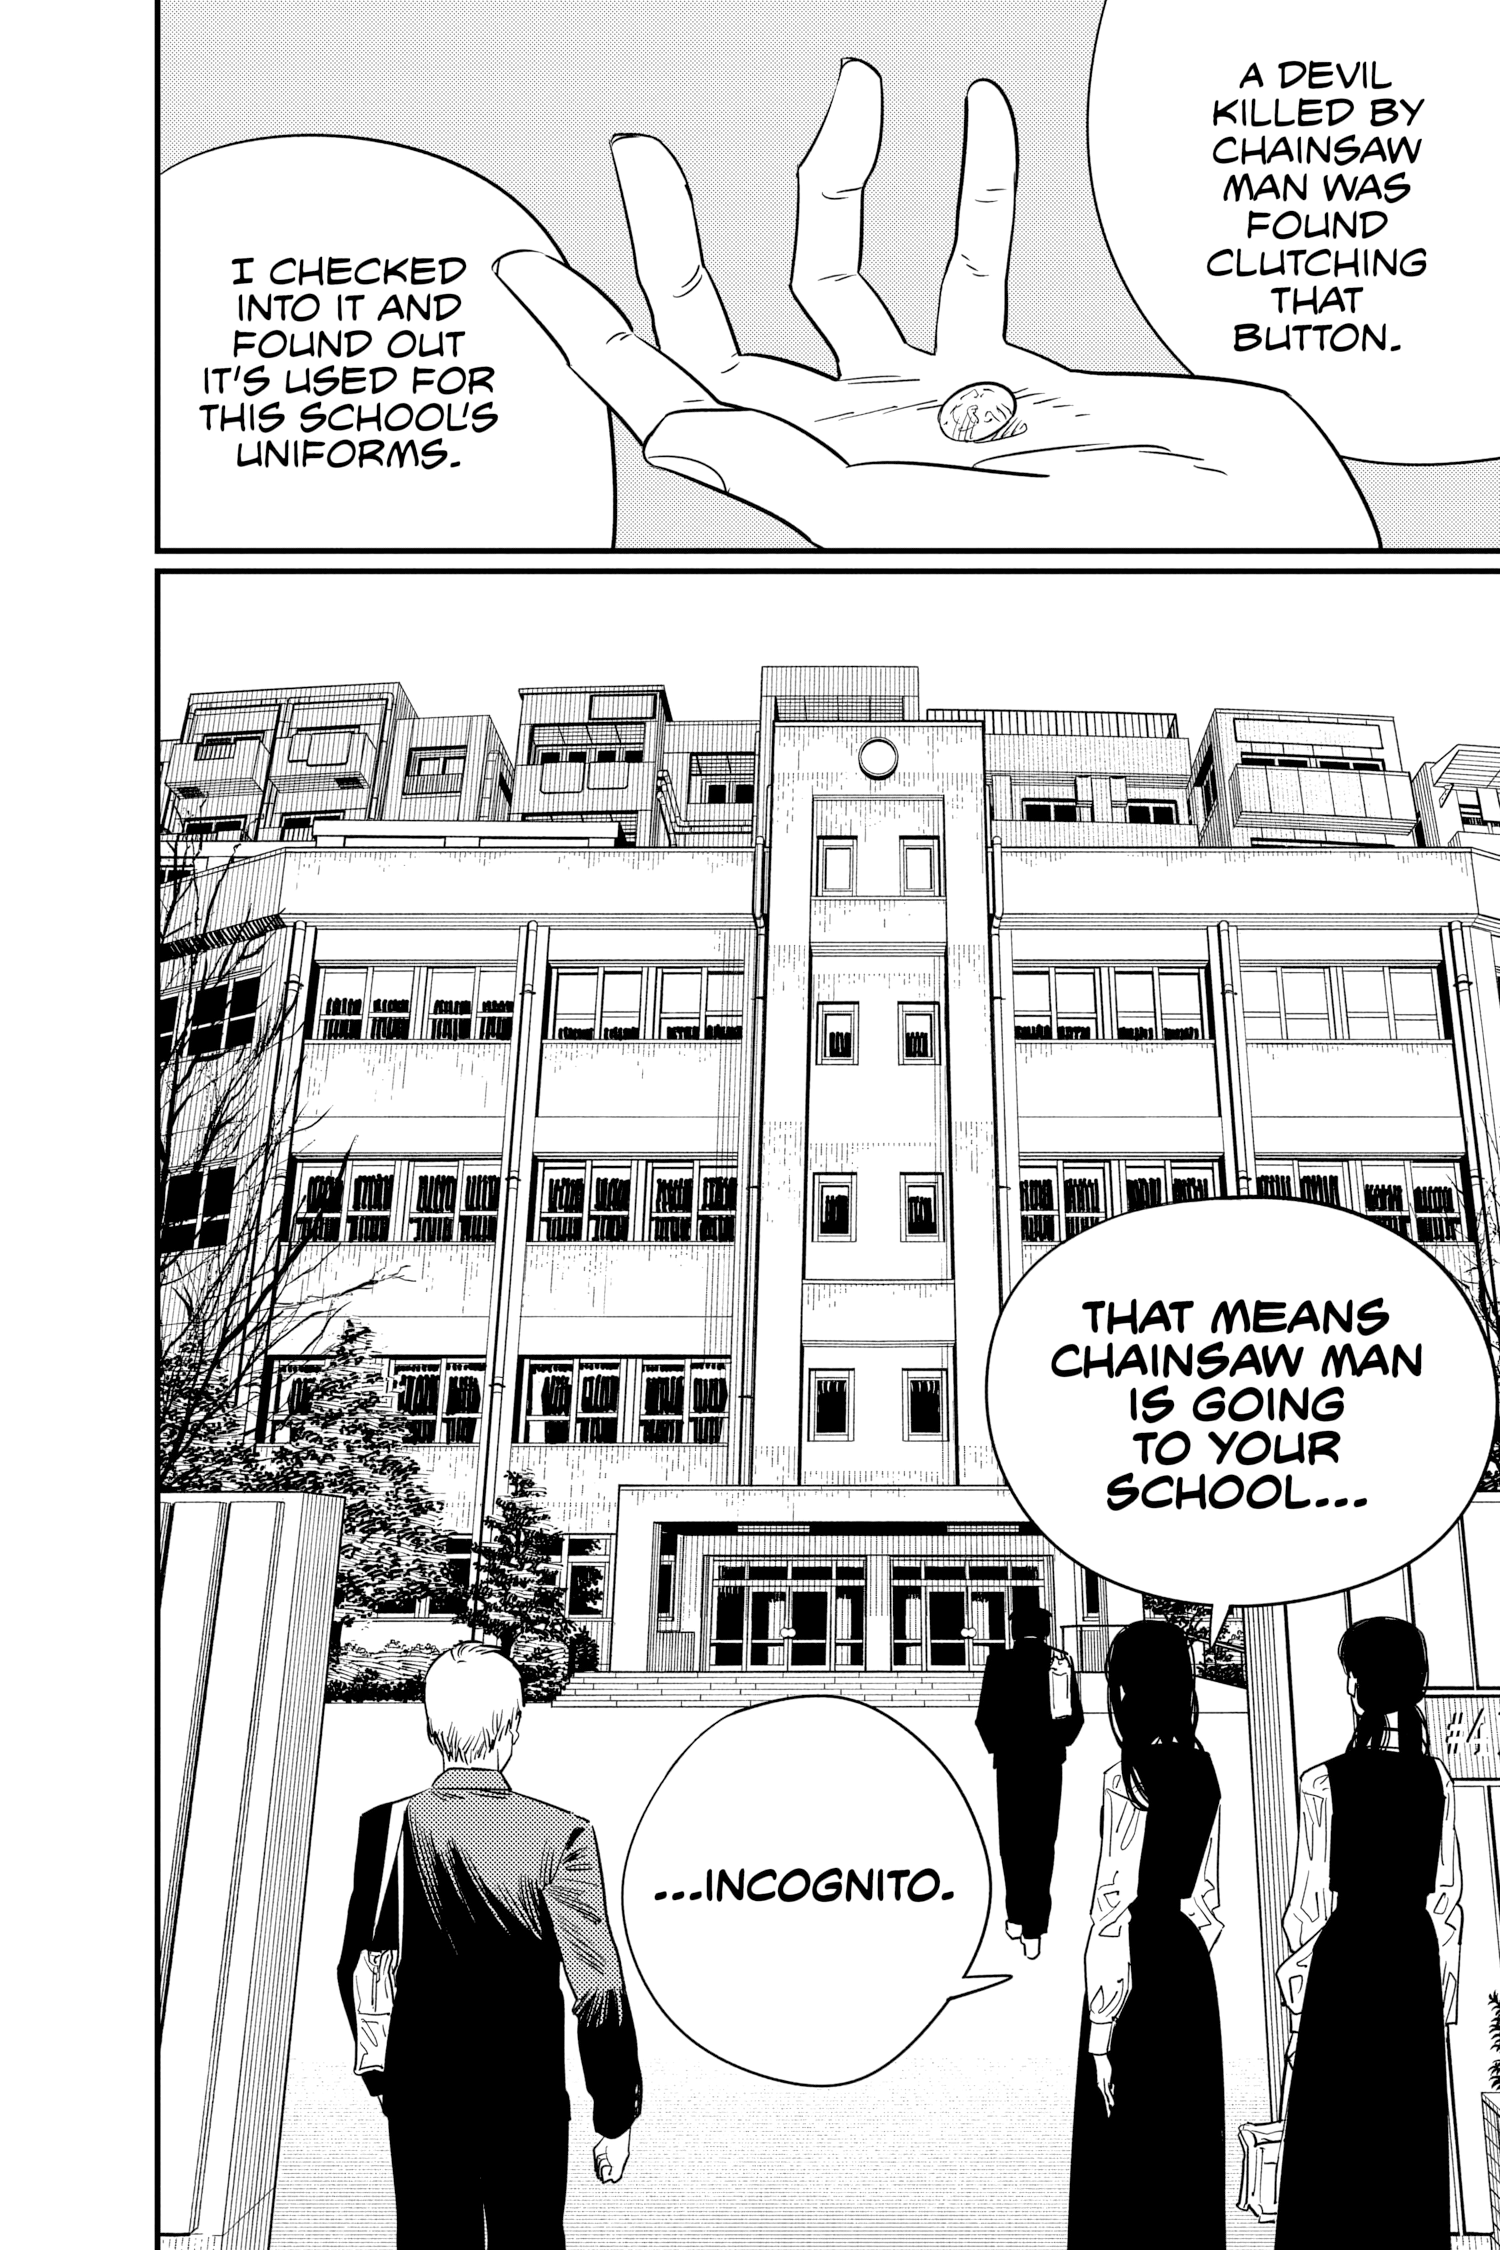 A DEVIL
KILLED BY
CHAINSAW
MAN WAS
FOUND
CLUTCHING
THAT
BUTTON.
I CHECKED
INTO IT AND
FOUND OUT
IT'S USED FOR
THIS SCHOOL'S
UNIFORMS.
THAT MEANS
CHAINSAW MAN
IS GOING
TO YOUR
SCHOOL...
...INCOGNITO.